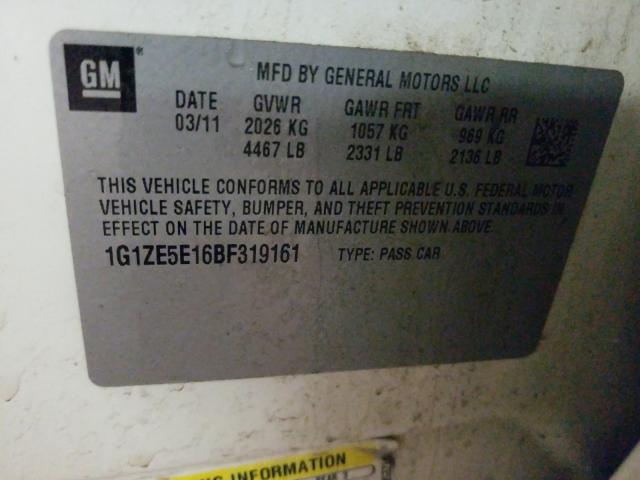 GM
MFD BY GENERAL MOTORS LLC
DATE GVWR GAWR FRT GAWR RR
03/11 2026 KG 1057 KG 969 KG
4467 LB 2331 LB 2136 LB
THIS VEHICLE CONFORMS TO ALL APPLICABLE U.S. FEDERAL MOTOR
VEHICLE SAFETY, BUMPER, AND THEFT PREVENTION STANDARDS IN
EFFECT ON THE DATE OF MANUFACTURE SHOWN ABOVE.
1G1ZE5E16BF319161 TYPE: PASS CAR
INFORMATION